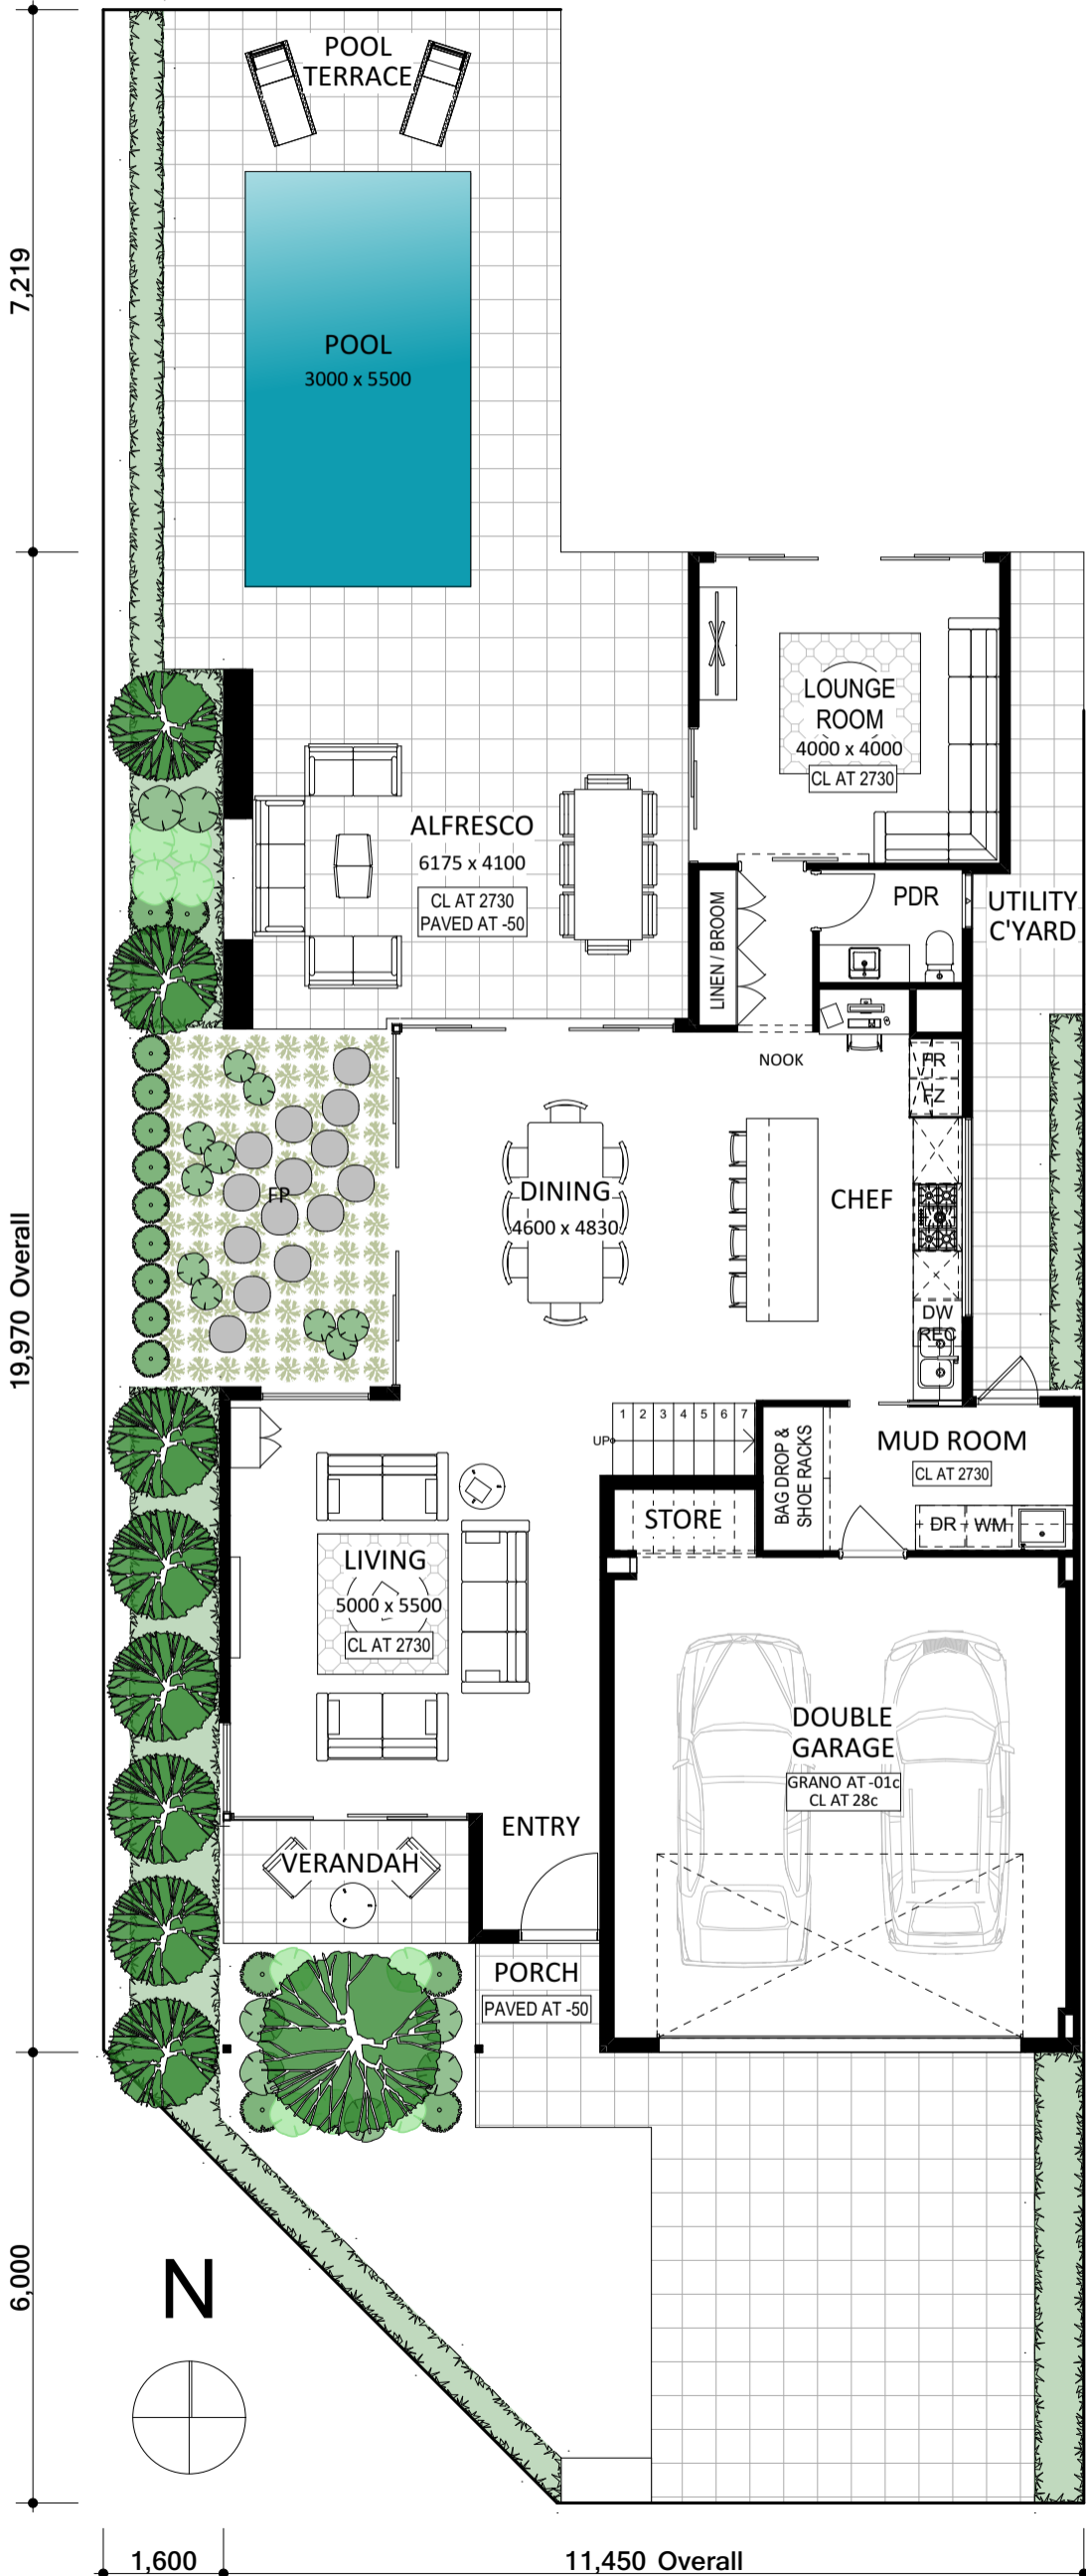 POOL
TERRACE
7,219
POOL
3000 x 5500
LOUNGE
ROOM
4000 x 4000
CL AT 2730
ALFRESCO
6175 x 4100
CL AT 2730
PAVED AT -50
LINEN / BROOM
PDR
UTILITY
C'YARD
NOOK
FR
FZ
DINING
4600 x 4830
CHEF
FP
19,970 Overall
DW
REC
1 2 3 4 5 6 7
UP
BAG DROP &
SHOE RACKS
MUD ROOM
CL AT 2730
STORE
DR WM
LIVING
5000 x 5500
CL AT 2730
DOUBLE
GARAGE
GRANO AT -01c
CL AT 28c
ENTRY
VERANDAH
PORCH
PAVED AT -50
6,000
N
1,600
11,450 Overall